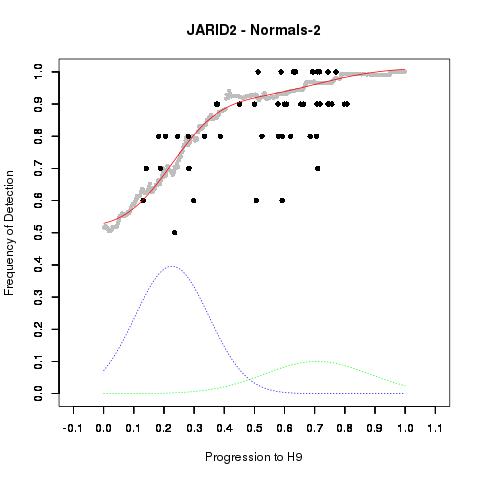 JARID2 - Normals-2
Frequency of Detection
1.0
0.9
0.8
0.7
0.6
0.5
0.4
0.3
0.2
0.1
0.0
-0.1 0.0 0.1 0.2 0.3 0.4 0.5 0.6 0.7 0.8 0.9 1.0 1.1
Progression to H9